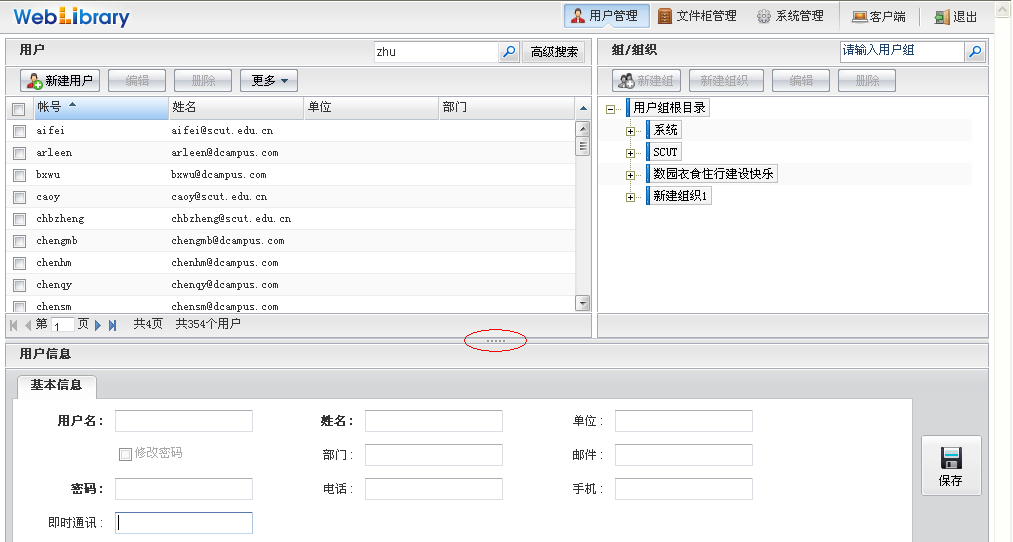 WebLibrary 用户管理 文件柜管理 系统管理 客户端 退出
用户 zhu 高级搜索
新建用户 编辑 删除 更多
帐号 姓名 单位 部门
aifei aifei@scut.edu.cn
arleen arleen@dcampus.com
bxwu bxwu@dcampus.com
caoy caoy@scut.edu.cn
chbzheng chbzheng@scut.edu.cn
chengmb chengmb@dcampus.com
chenhm chenhm@dcampus.com
chenqy chenqy@dcampus.com
chensm chensm@dcampus.com
第 1 页 共4页 共354个用户
组/组织 请输入用户组
新建组 新建组织 编辑 删除
用户组根目录
系统
SCUT
数园衣食住行建设快乐
新建组织1
用户信息
基本信息
用户名: 姓名: 单位:
修改密码 部门: 邮件:
密码: 电话: 手机:
即时通讯:
保存